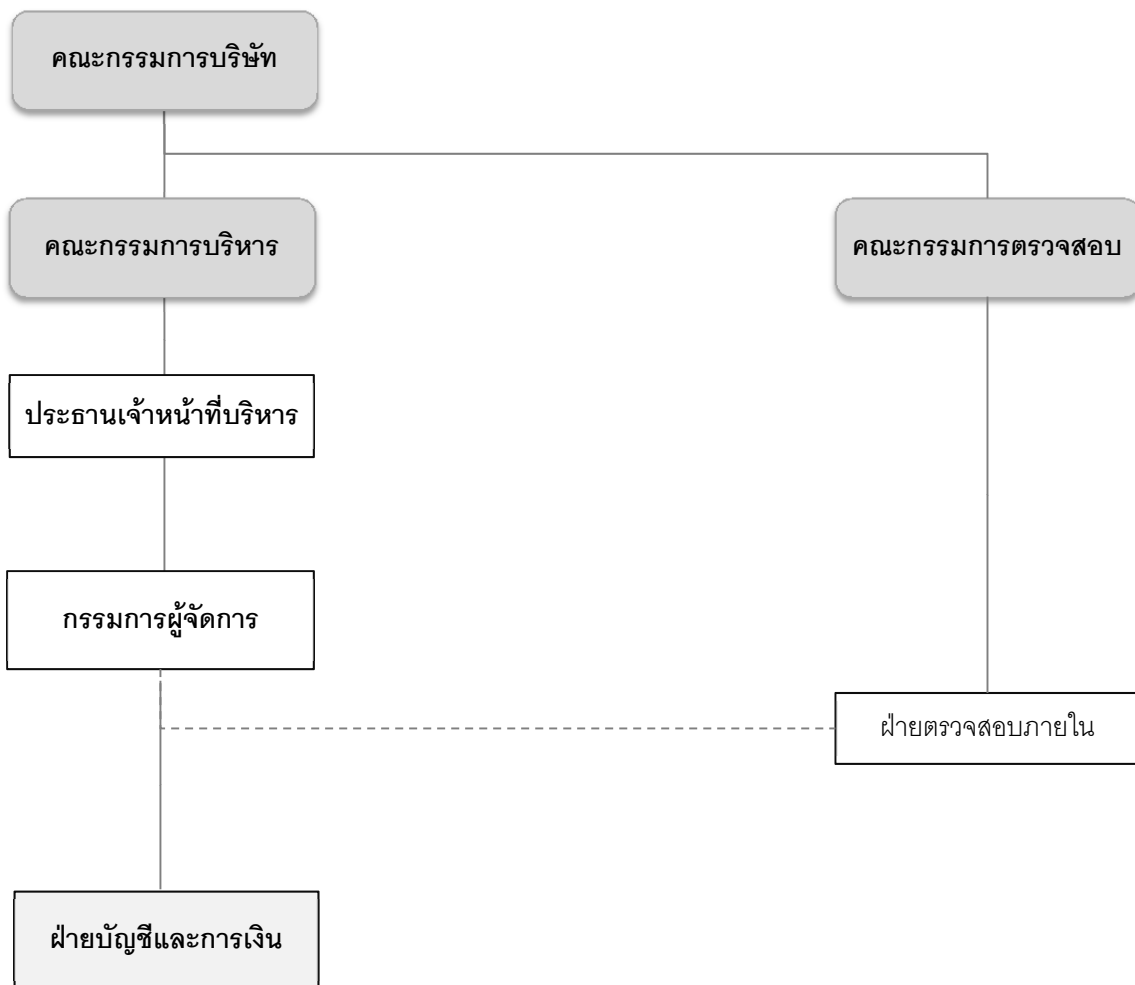 คณะกรรมการบริษัท
คณะกรรมการบริหาร
คณะกรรมการตรวจสอบ
ประธานเจ้าหน้าที่บริหาร
กรรมการผู้จัดการ
ฝ่ายตรวจสอบภายใน
ฝ่ายบัญชีและการเงิน